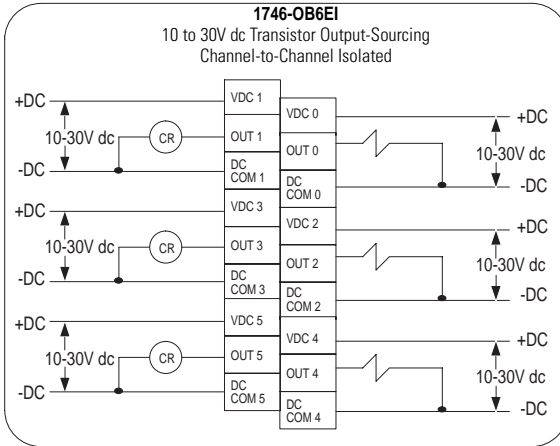 1746-OB6EI
10 to 30V dc Transistor Output-Sourcing
Channel-to-Channel Isolated
+DC
VDC 1
VDC 0
+DC
10-30V dc
CR
OUT 1
OUT 0
10-30V dc
-DC
DC
COM 1
DC
COM 0
-DC
+DC
VDC 3
VDC 2
+DC
10-30V dc
CR
OUT 3
OUT 2
10-30V dc
-DC
DC
COM 3
DC
COM 2
-DC
+DC
VDC 5
VDC 4
+DC
10-30V dc
CR
OUT 5
OUT 4
10-30V dc
-DC
DC
COM 5
DC
COM 4
-DC